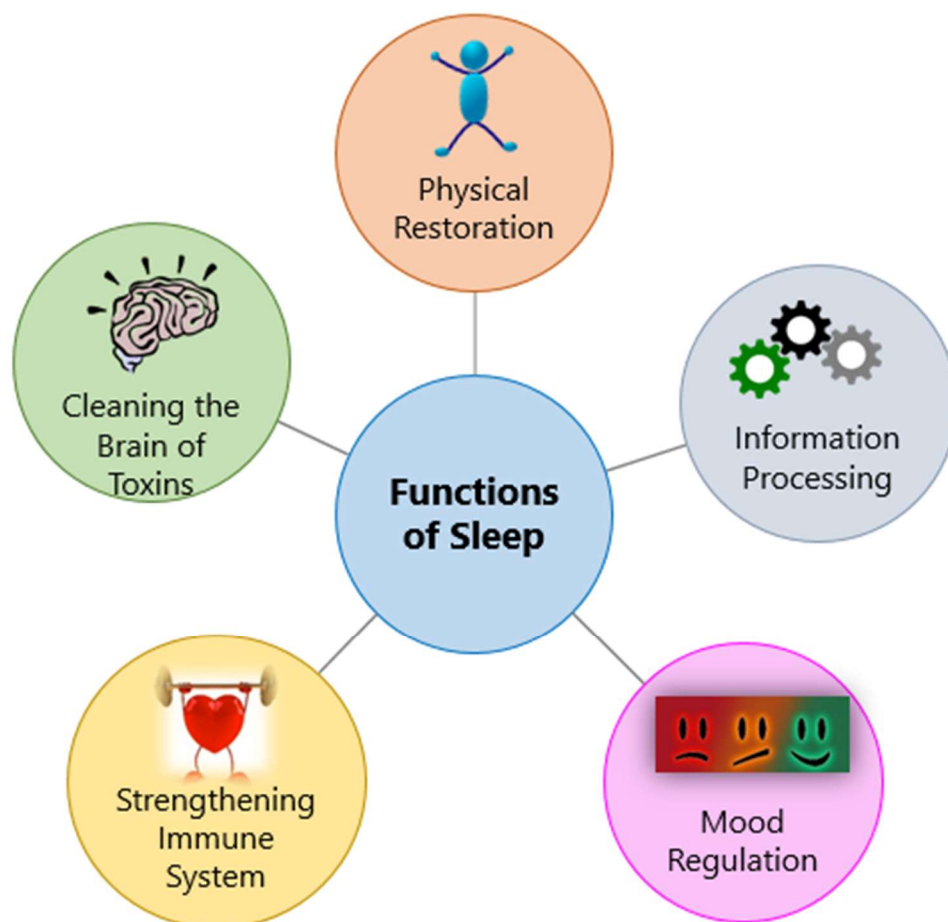 Physical
Restoration
Information
Processing
Mood
Regulation
Strengthening
Immune
System
Cleaning the
Brain of
Toxins
Functions
of Sleep